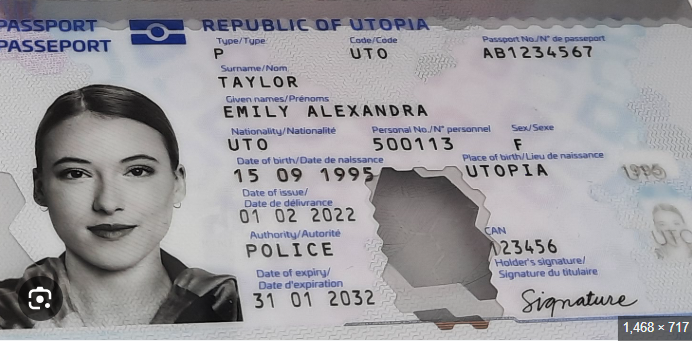 PASSPORT
PASSEPORT
REPUBLIC OF UTOPIA
Type/Type Code/Code Passport No./N° de passeport
P UTO AB1234567
Surname/Nom
TAYLOR
Given names/Prénoms
EMILY ALEXANDRA
Nationality/Nationalité Personal No./N° personnel Sex/Sexe
UTO 500113 F
Date of birth/Date de naissance Place of birth/Lieu de naissance
15 09 1995 UTOPIA 1995
Date of issue/
Date de délivrance
01 02 2022
Authority/Autorité CAN
POLICE 123456
Holder's signature/
Signature du titulaire
Date of expiry/
Date d'expiration
31 01 2032 Signature
1,468 × 717